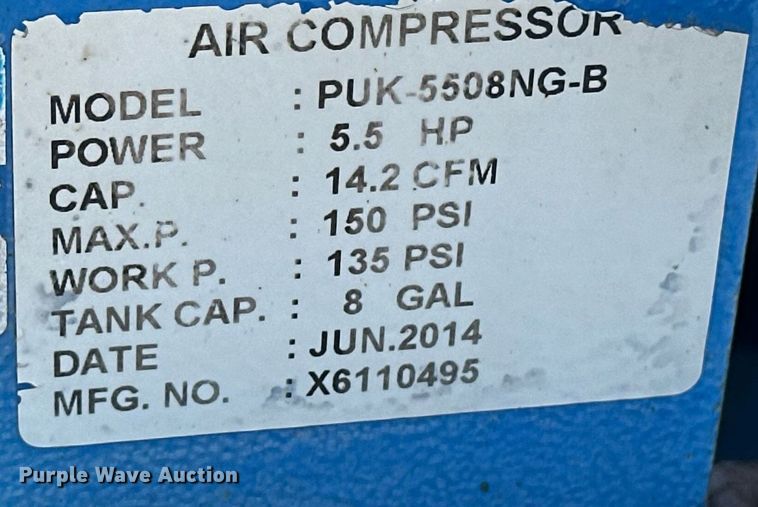 AIR COMPRESSOR
MODEL : PUK-5508NG-B
POWER : 5.5 HP
CAP. : 14.2 CFM
MAX.P. : 150 PSI
WORK P. : 135 PSI
TANK CAP. : 8 GAL
DATE : JUN.2014
MFG. NO. : X6110495
Purple Wave Auction